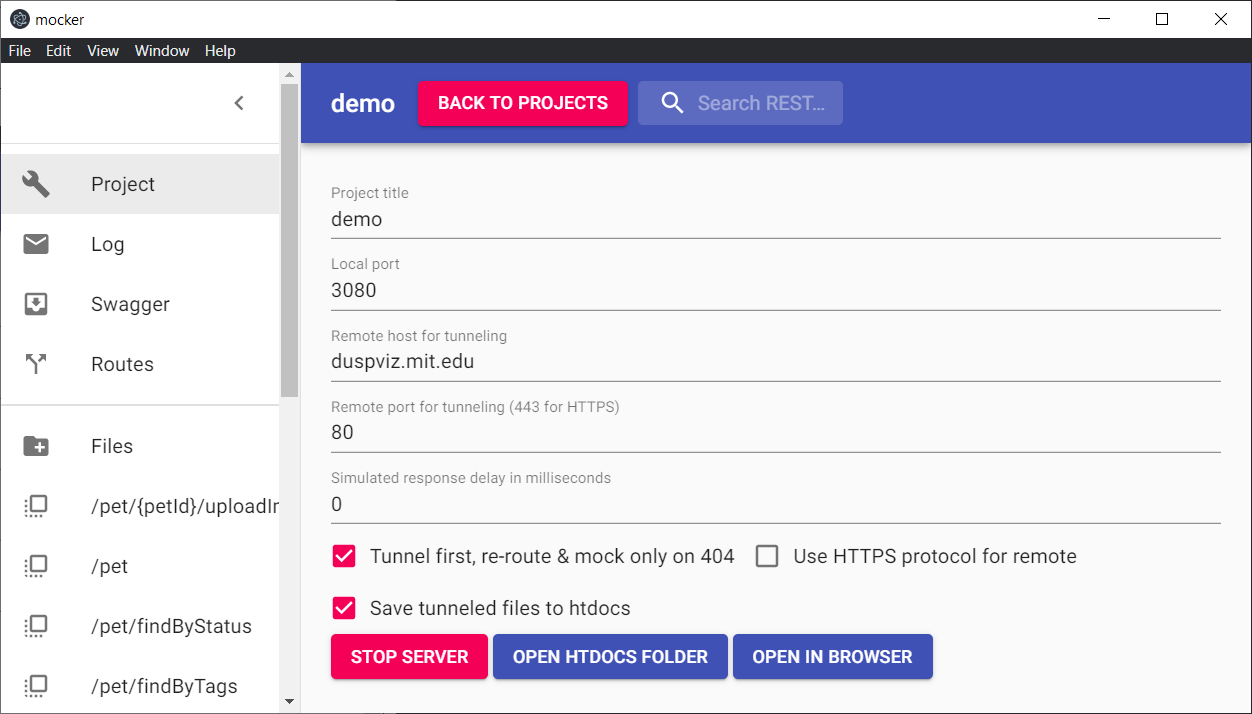 mocker
File Edit View Window Help
demo
BACK TO PROJECTS
Search REST...
Project
Log
Swagger
Routes
Files
/pet/{petId}/uploadIr
/pet
/pet/findByStatus
/pet/findByTags
Project title
demo
Local port
3080
Remote host for tunneling
duspviz.mit.edu
Remote port for tunneling (443 for HTTPS)
80
Simulated response delay in milliseconds
0
Tunnel first, re-route & mock only on 404
Use HTTPS protocol for remote
Save tunneled files to htdocs
STOP SERVER
OPEN HTDOCS FOLDER
OPEN IN BROWSER